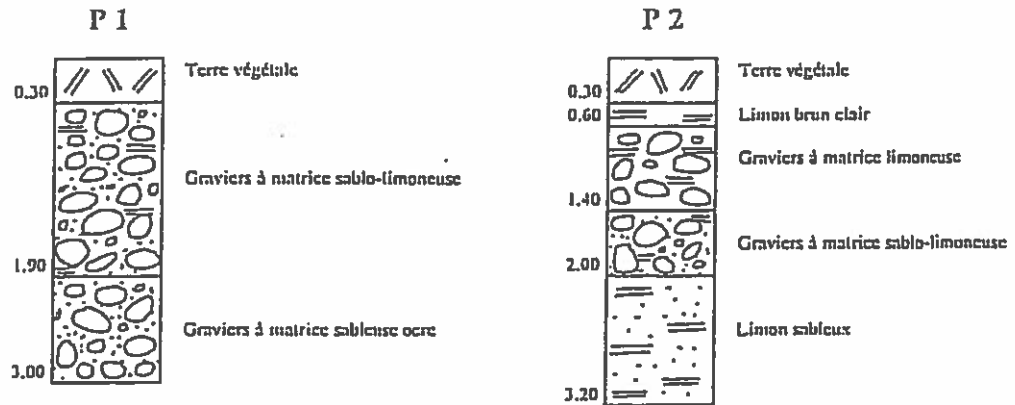 P 1
Terre végétale
0.30
Graviers à matrice sablo-limoneuse
1.90
Graviers à matrice sableuse ocre
3.00
P 2
Terre végétale
0.30
0.60
Limon brun clair
Graviers à matrice limoneuse
1.40
Graviers à matrice sablo-limoneuse
2.00
Limon sableux
3.20